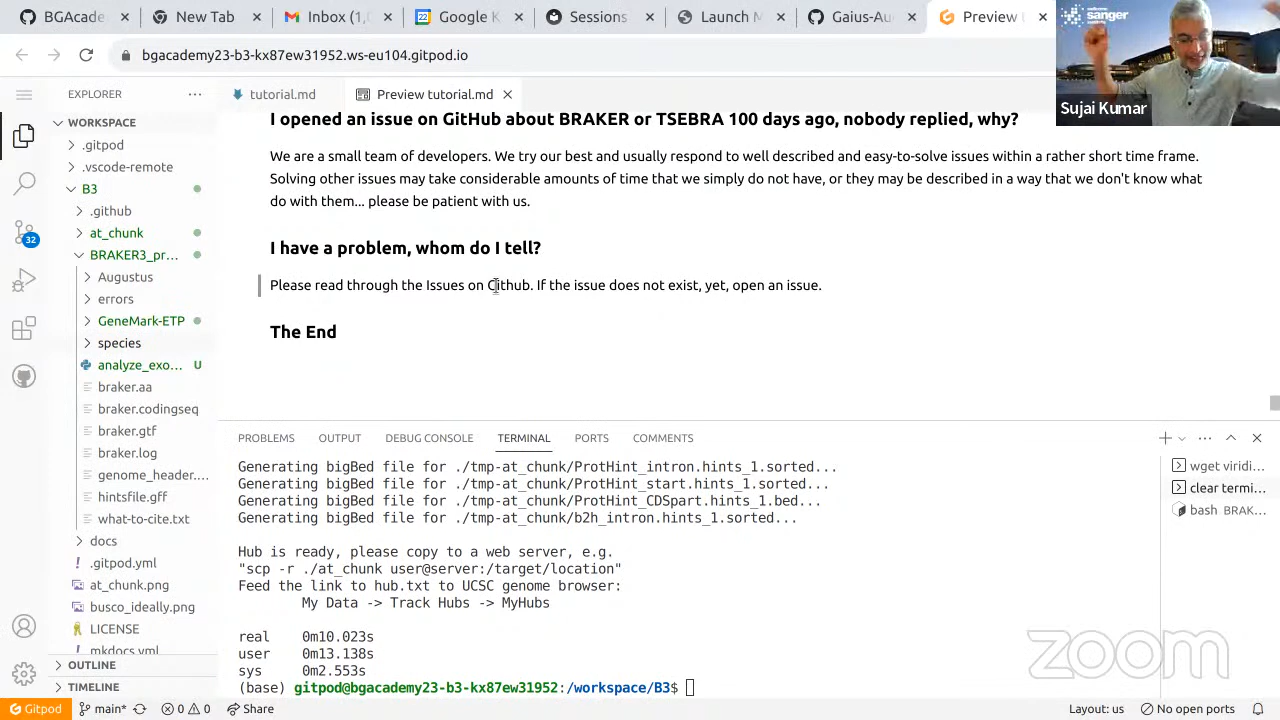 BGAcade
New Tab
Inbox (
Google K
Sessions
Launch M
Gaius-Au
Preview
bgacademy23-b3-kx87ew31952.ws-eu104.gitpod.io
sanger
Sujai Kumar
EXPLORER
tutorial.md
Preview tutorial.md
WORKSPACE
.gitpod
.vscode-remote
B3
.github
at_chunk
BRAKER3_pr...
Augustus
errors
GeneMark-ETP
species
analyze_exo... U
braker.aa
braker.codingseq
braker.gtf
braker.log
genome_header....
hintsfile.gff
what-to-cite.txt
docs
.gitpod.yml
at_chunk.png
busco_ideally.png
LICENSE
mkdocs.yml
OUTLINE
TIMELINE
32
I opened an issue on GitHub about BRAKER or TSEBRA 100 days ago, nobody replied, why?
We are a small team of developers. We try our best and usually respond to well described and easy-to-solve issues within a rather short time frame.
Solving other issues may take considerable amounts of time that we simply do not have, or they may be described in a way that we don't know what
do with them... please be patient with us.
I have a problem, whom do I tell?
Please read through the Issues on Github. If the issue does not exist, yet, open an issue.
The End
PROBLEMS OUTPUT DEBUG CONSOLE TERMINAL PORTS COMMENTS
Generating bigBed file for ./tmp-at_chunk/ProtHint_intron.hints_1.sorted...
Generating bigBed file for ./tmp-at_chunk/ProtHint_start.hints_1.sorted...
Generating bigBed file for ./tmp-at_chunk/ProtHint_CDSpart.hints_1.bed...
Generating bigBed file for ./tmp-at_chunk/b2h_intron.hints_1.sorted...
Hub is ready, please copy to a web server, e.g.
"scp -r ./at_chunk user@server:/target/location"
Feed the link to hub.txt to UCSC genome browser:
My Data -> Track Hubs -> MyHubs
real 0m10.023s
user 0m13.138s
sys 0m2.553s
(base) gitpod@bgacademy23-b3-kx87ew31952:/workspace/B3$
wget viridi...
clear termi...
bash BRAK...
zoom
Gitpod
main*
0 0
Share
Layout: us
No open ports